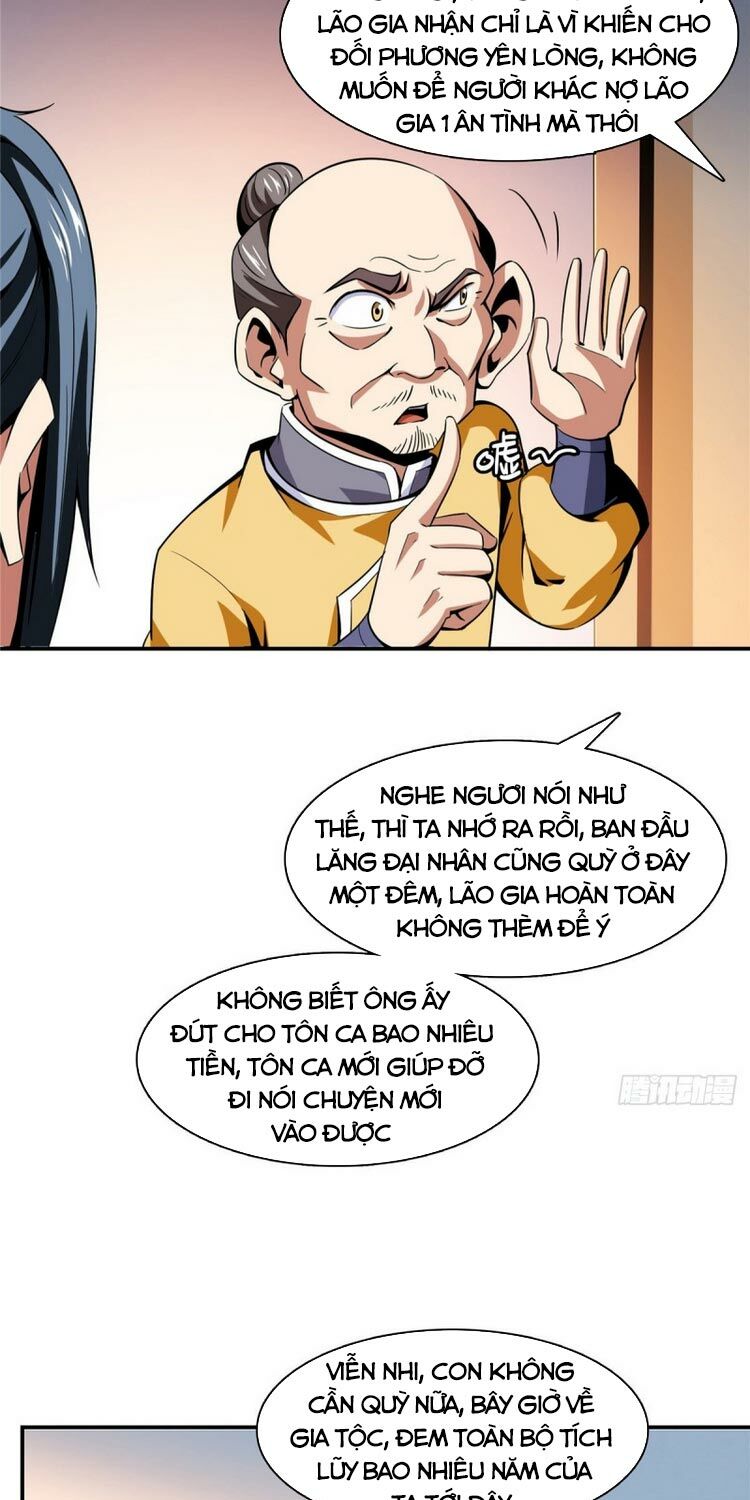 LÃO GIA NHẬN CHỈ LÀ VÌ KHIẾN CHO
ĐỐI PHƯƠNG YÊN LÒNG, KHÔNG
MUỐN ĐỂ NGƯỜI KHÁC NỢ LÃO
GIA 1 ÂN TÌNH MÀ THÔI
嘘～
NGHE NGƯƠI NÓI NHƯ
THẾ, THÌ TA NHỚ RA RỒI, BAN ĐẦU
LĂNG ĐẠI NHÂN CŨNG QUỲ Ở ĐÂY
MỘT ĐÊM, LÃO GIA HOÀN TOÀN
KHÔNG THÈM ĐỂ Ý
KHÔNG BIẾT ÔNG ẤY
ĐÚT CHO TÔN CA BAO NHIÊU
TIỀN, TÔN CA MỚI GIÚP ĐỠ
ĐI NÓI CHUYỆN MỚI
VÀO ĐƯỢC
腾讯动漫
VIỄN NHI, CON KHÔNG
CẦN QUỲ NỮA, BÂY GIỜ VỀ
GIA TỘC, ĐEM TOÀN BỘ TÍCH
LŨY BAO NHIÊU NĂM CỦA
TA TỚI ĐÂY